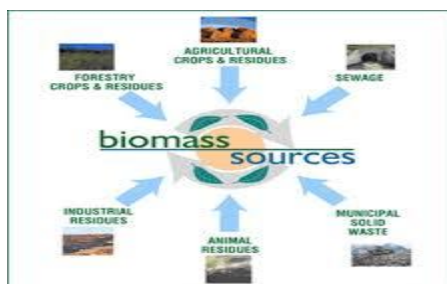 AGRICULTURAL
CROPS & RESIDUES
FORESTRY
CROPS & RESIDUES
SEWAGE
biomass
sources
INDUSTRIAL
RESIDUES
ANIMAL
RESIDUES
MUNICIPAL
SOLID
WASTE